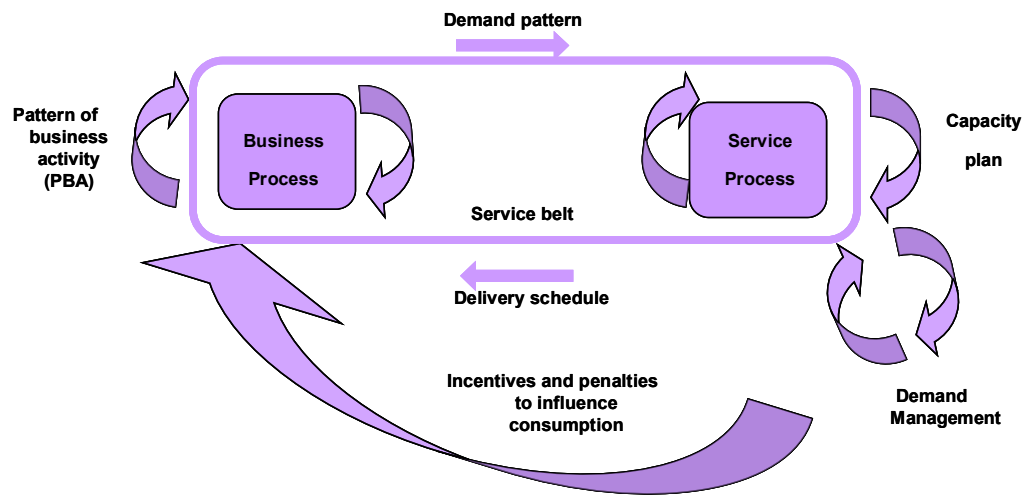 Demand pattern
Pattern of
business
activity
(PBA)
Business
Process
Service
Process
Capacity
plan
Service belt
Delivery schedule
Incentives and penalties
to influence
consumption
Demand
Management